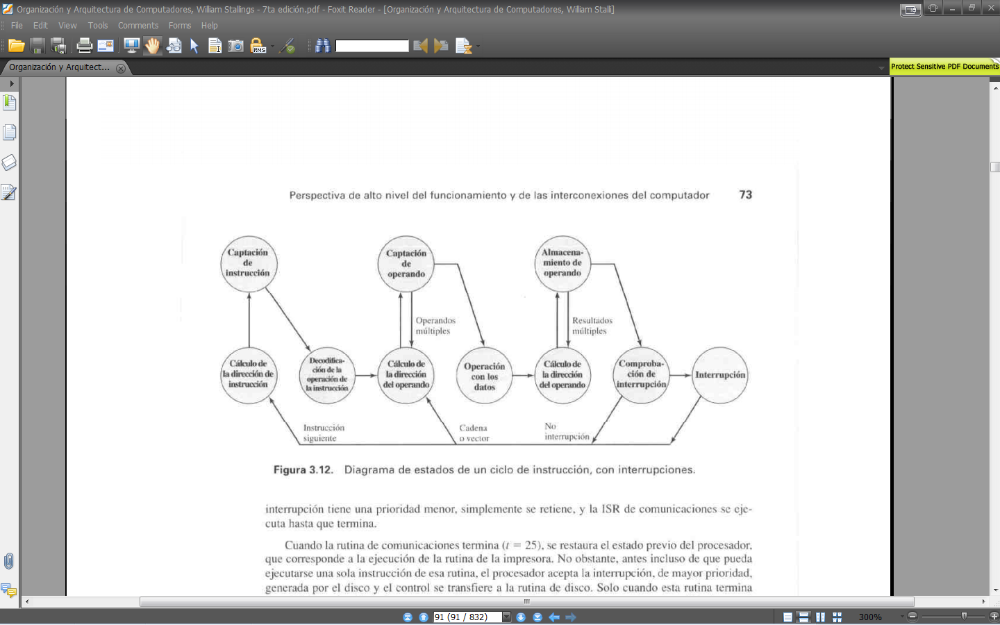 Organización y Arquitectura de Computadores, William Stallings - 7ta edición.pdf - Foxit Reader - [Organización y Arquitectura de Computadores, William Stalli]
File Edit View Tools Comments Forms Help
RMS
Organización y Arquitect...
Protect Sensitive PDF Documents
Perspectiva de alto nivel del funcionamiento y de las interconexiones del computador 73
Captación
de
instrucción
Captación
de
operando
Almacena-
miento de
operando
Operandos
múltiples
Resultados
múltiples
Cálculo de
la dirección de
instrucción
Decodifica-
ción de la
operación de
la instrucción
Cálculo de
la dirección
del operando
Operación
con los
datos
Cálculo de
la dirección
del operando
Comproba-
ción de
interrupción
Interrupción
Instrucción
siguiente
Cadena
o vector
No
interrupción
Figura 3.12. Diagrama de estados de un ciclo de instrucción, con interrupciones.
interrupción tiene una prioridad menor, simplemente se retiene, y la ISR de comunicaciones se eje-
cuta hasta que termina.
Cuando la rutina de comunicaciones termina (t = 25), se restaura el estado previo del procesador,
que corresponde a la ejecución de la rutina de la impresora. No obstante, antes incluso de que pueda
ejecutarse una sola instrucción de esa rutina, el procesador acepta la interrupción, de mayor prioridad,
generada por el disco y el control se transfiere a la rutina de disco. Solo cuando esta rutina termina
91 (91 / 832)
300%